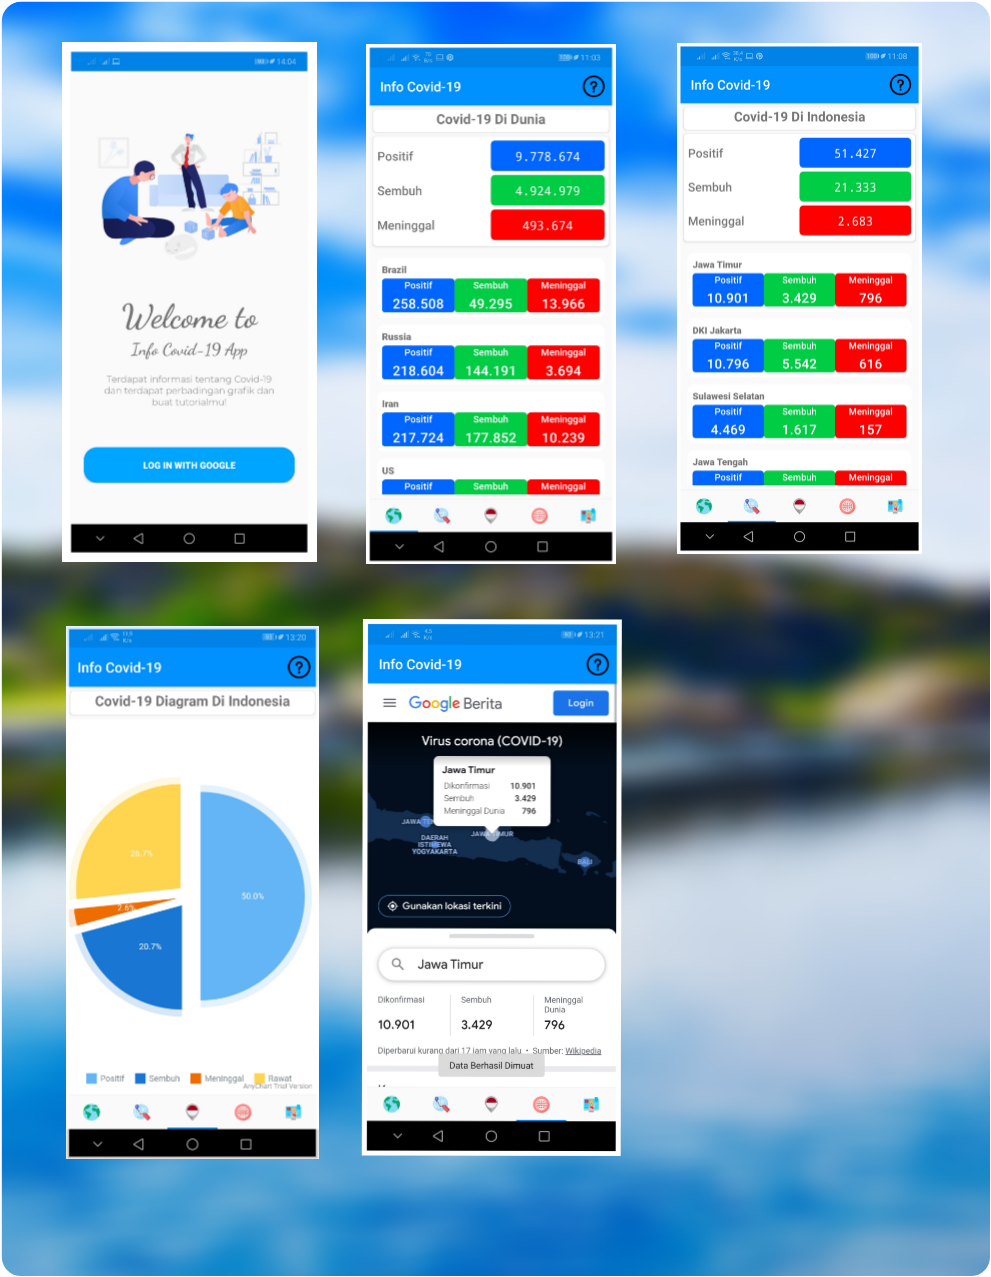 14:04
Welcome to
Info Covid-19 App
Terdapat informasi tentang Covid-19
dan terdapat perbadingan grafik dan
buat tutorialmu!
LOG IN WITH GOOGLE
11:03
Info Covid-19
?
Covid-19 Di Dunia
Positif 9.778.674
Sembuh 4.924.979
Meninggal 493.674
Brazil
Positif Sembuh Meninggal
258.508 49.295 13.966
Russia
Positif Sembuh Meninggal
218.604 144.191 3.694
Iran
Positif Sembuh Meninggal
217.724 177.852 10.239
US
Positif Sembuh Meninggal
11:08
Info Covid-19
?
Covid-19 Di Indonesia
Positif 51.427
Sembuh 21.333
Meninggal 2.683
Jawa Timur
Positif Sembuh Meninggal
10.901 3.429 796
DKI Jakarta
Positif Sembuh Meninggal
10.796 5.542 616
Sulawesi Selatan
Positif Sembuh Meninggal
4.469 1.617 157
Jawa Tengah
Positif Sembuh Meninggal
13:20
Info Covid-19
?
Covid-19 Diagram Di Indonesia
26.7%
50.0%
2.6%
20.7%
Positif Sembuh Meninggal Rawat
AnyChart Trial Version
13:21
Info Covid-19
?
Google Berita Login
Virus corona (COVID-19)
Jawa Timur
Dikonfirmasi 10.901
Sembuh 3.429
Meninggal Dunia 796
DAERAH
ISTIMEWA
YOGYAKARTA
BALI
Gunakan lokasi terkini
Jawa Timur
Dikonfirmasi Sembuh Meninggal
Dunia
10.901 3.429 796
Diperbarui kurang dari 17 jam yang lalu • Sumber: Wikipedia
Data Berhasil Dimuat